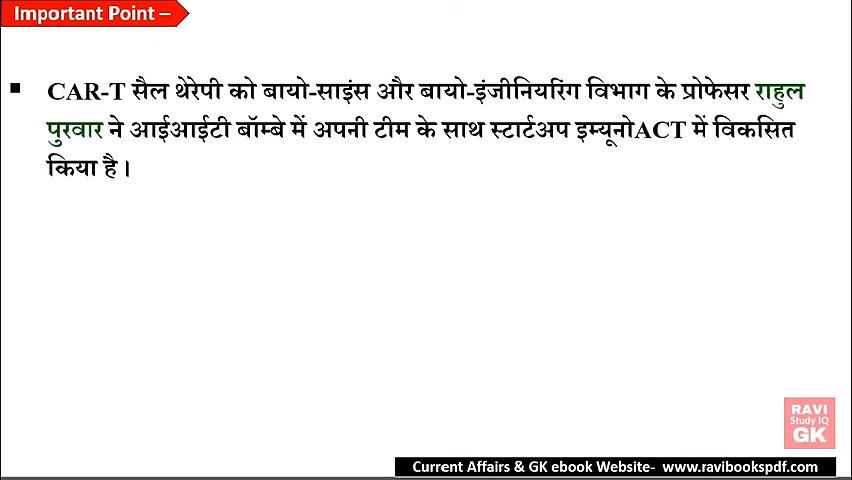 Important Point –
▪ CAR-T सैल थेरेपी को बायो-साइंस और बायो-इंजीनियरिंग विभाग के प्रोफेसर राहुल
पुरवार ने आईआईटी बॉम्बे में अपनी टीम के साथ स्टार्टअप इम्यूनोACT में विकसित
किया है।
RAVI
Study IQ
GK
Current Affairs & GK ebook Website- www.ravibookspdf.com